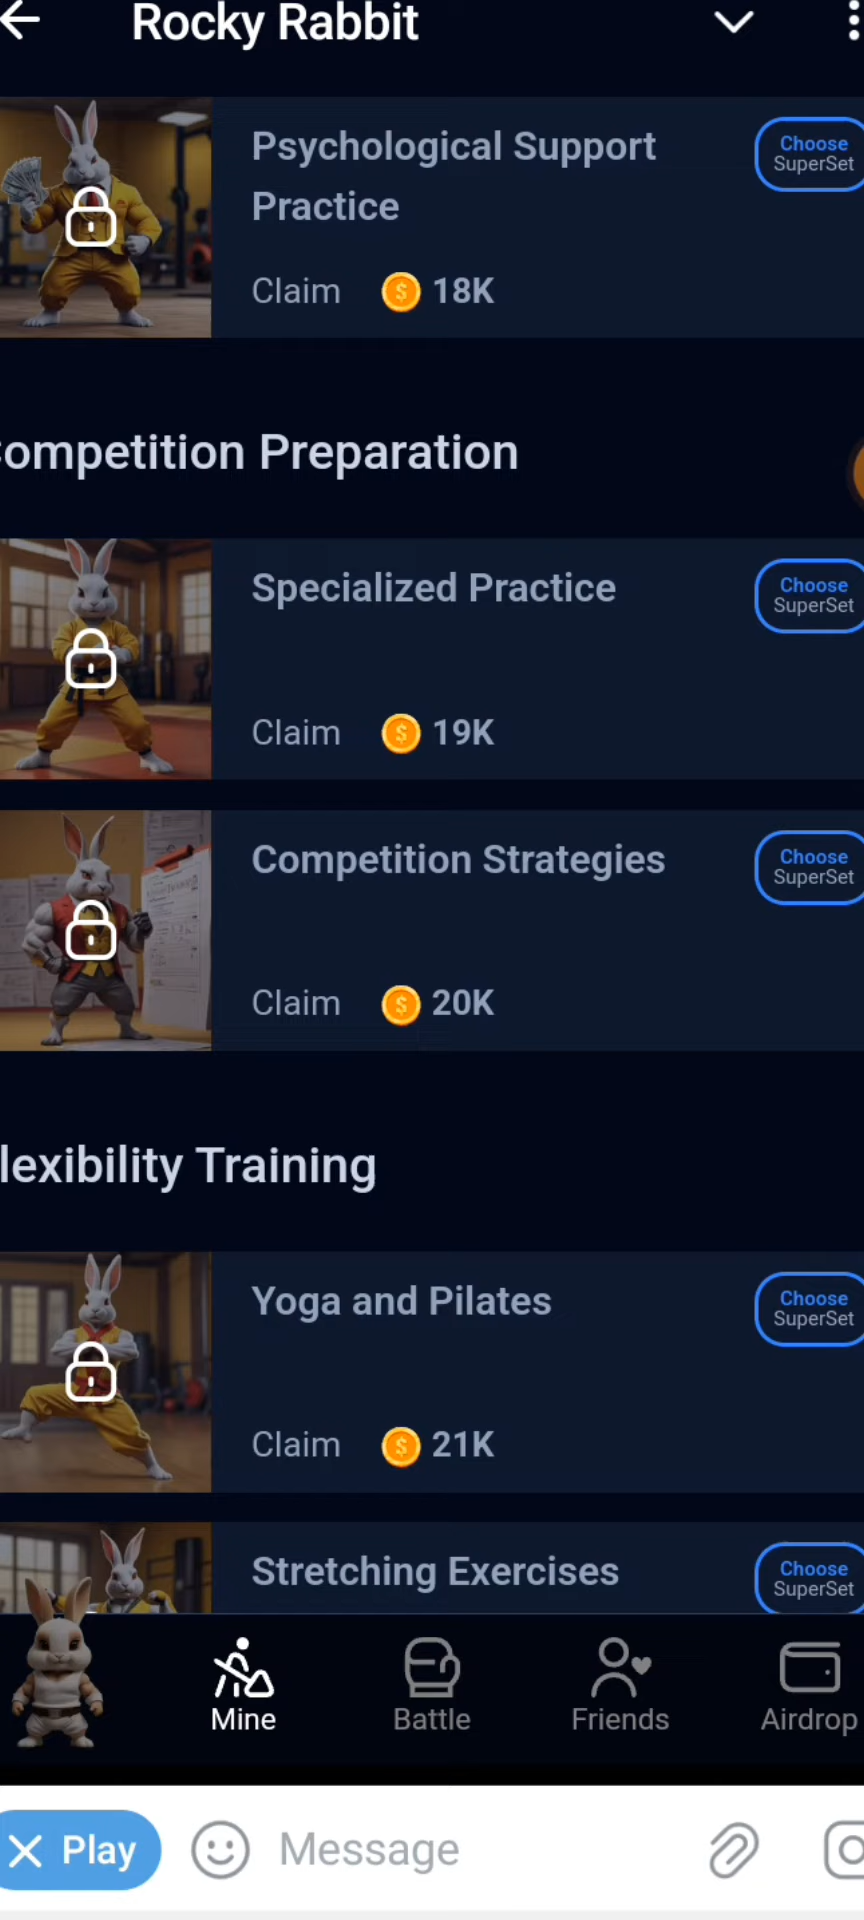 Rocky Rabbit
Psychological Support
Practice
Choose
SuperSet
Claim $ 18K
ompetition Preparation
Specialized Practice
Choose
SuperSet
Claim $ 19K
Competition Strategies
Choose
SuperSet
Claim $ 20K
lexibility Training
Yoga and Pilates
Choose
SuperSet
Claim $ 21K
Stretching Exercises
Choose
SuperSet
Mine Battle Friends Airdrop
Play Message